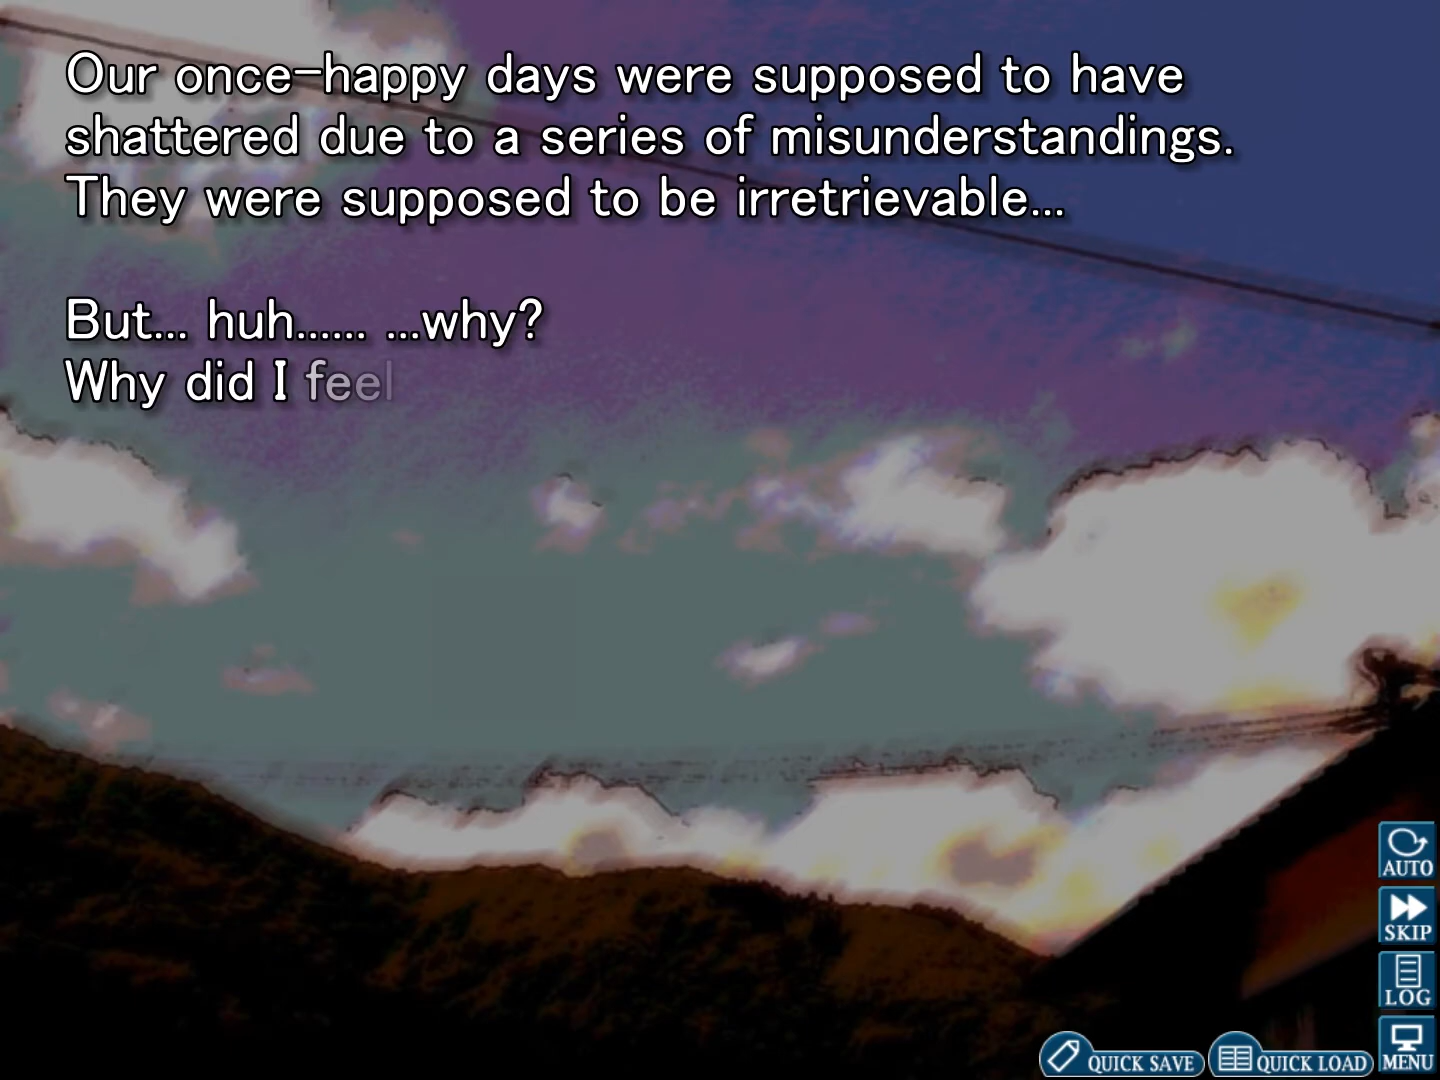 Our once-happy days were supposed to have
shattered due to a series of misunderstandings.
They were supposed to be irretrievable...
But... huh...... ...why?
Why did I feel
AUTO
SKIP
LOG
QUICK SAVE
QUICK LOAD
MENU